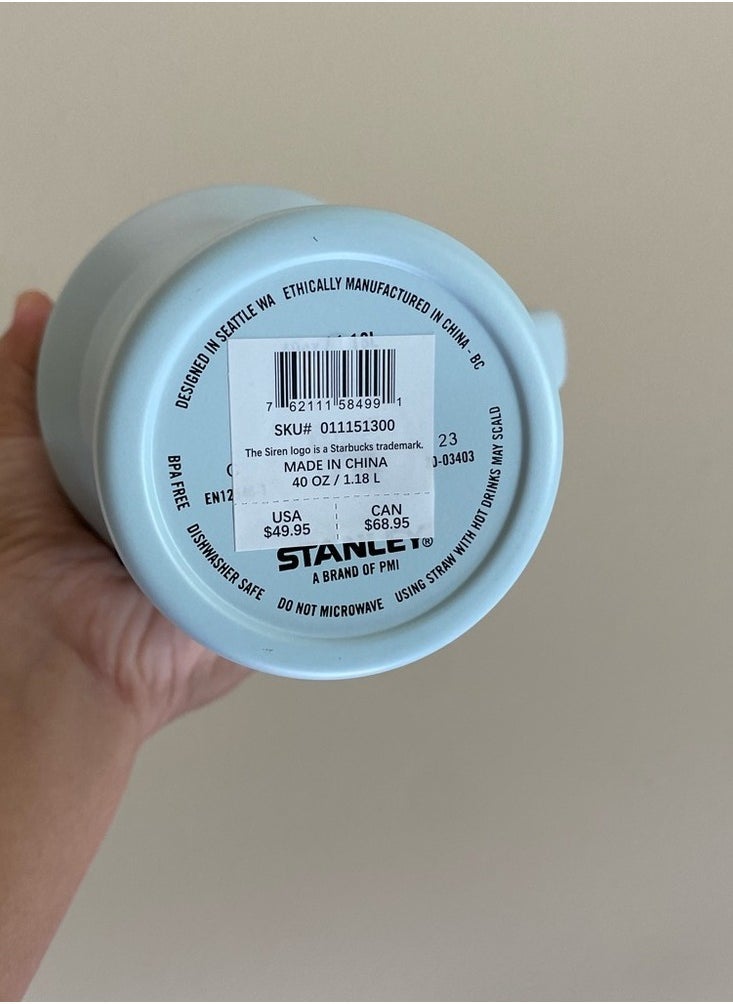 DESIGNED IN SEATTLE WA ETHICALLY MANUFACTURED IN CHINA - BC
7 62111 58499 1
SKU# 011151300
The Siren logo is a Starbucks trademark.
MADE IN CHINA
40 OZ / 1.18 L
USA
$49.95
CAN
$68.95
23
-03403
EN12
STANLEY®
A BRAND OF PMI
BPA FREE DISHWASHER SAFE DO NOT MICROWAVE USING STRAW WITH HOT DRINKS MAY SCALD